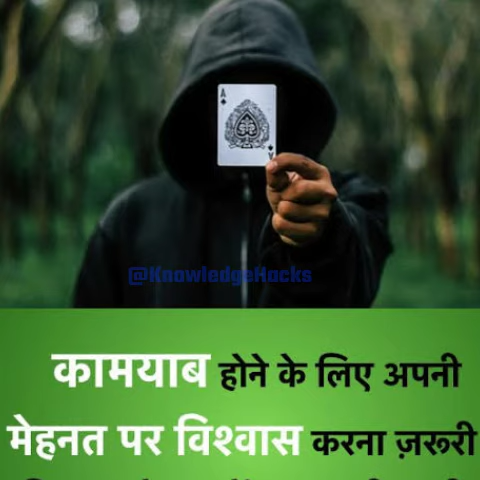 A
A
@KnowledgeHacks
कामयाब होने के लिए अपनी
मेहनत पर विश्वास करना ज़रूरी